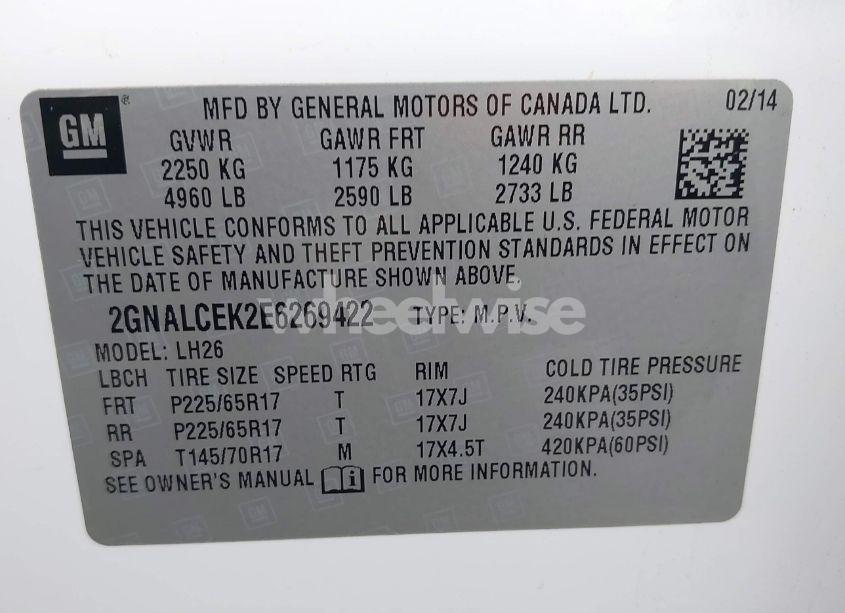 GM
MFD BY GENERAL MOTORS OF CANADA LTD. 02/14
GVWR GAWR FRT GAWR RR
2250 KG 1175 KG 1240 KG
4960 LB 2590 LB 2733 LB
THIS VEHICLE CONFORMS TO ALL APPLICABLE U.S. FEDERAL MOTOR
VEHICLE SAFETY AND THEFT PREVENTION STANDARDS IN EFFECT ON
THE DATE OF MANUFACTURE SHOWN ABOVE.
2GNALCEK2E6269422 TYPE: M.P.V.
wheelwise
MODEL: LH26
LBCH TIRE SIZE SPEED RTG RIM COLD TIRE PRESSURE
FRT P225/65R17 T 17X7J 240KPA(35PSI)
RR P225/65R17 T 17X7J 240KPA(35PSI)
SPA T145/70R17 M 17X4.5T 420KPA(60PSI)
SEE OWNER'S MANUAL FOR MORE INFORMATION.